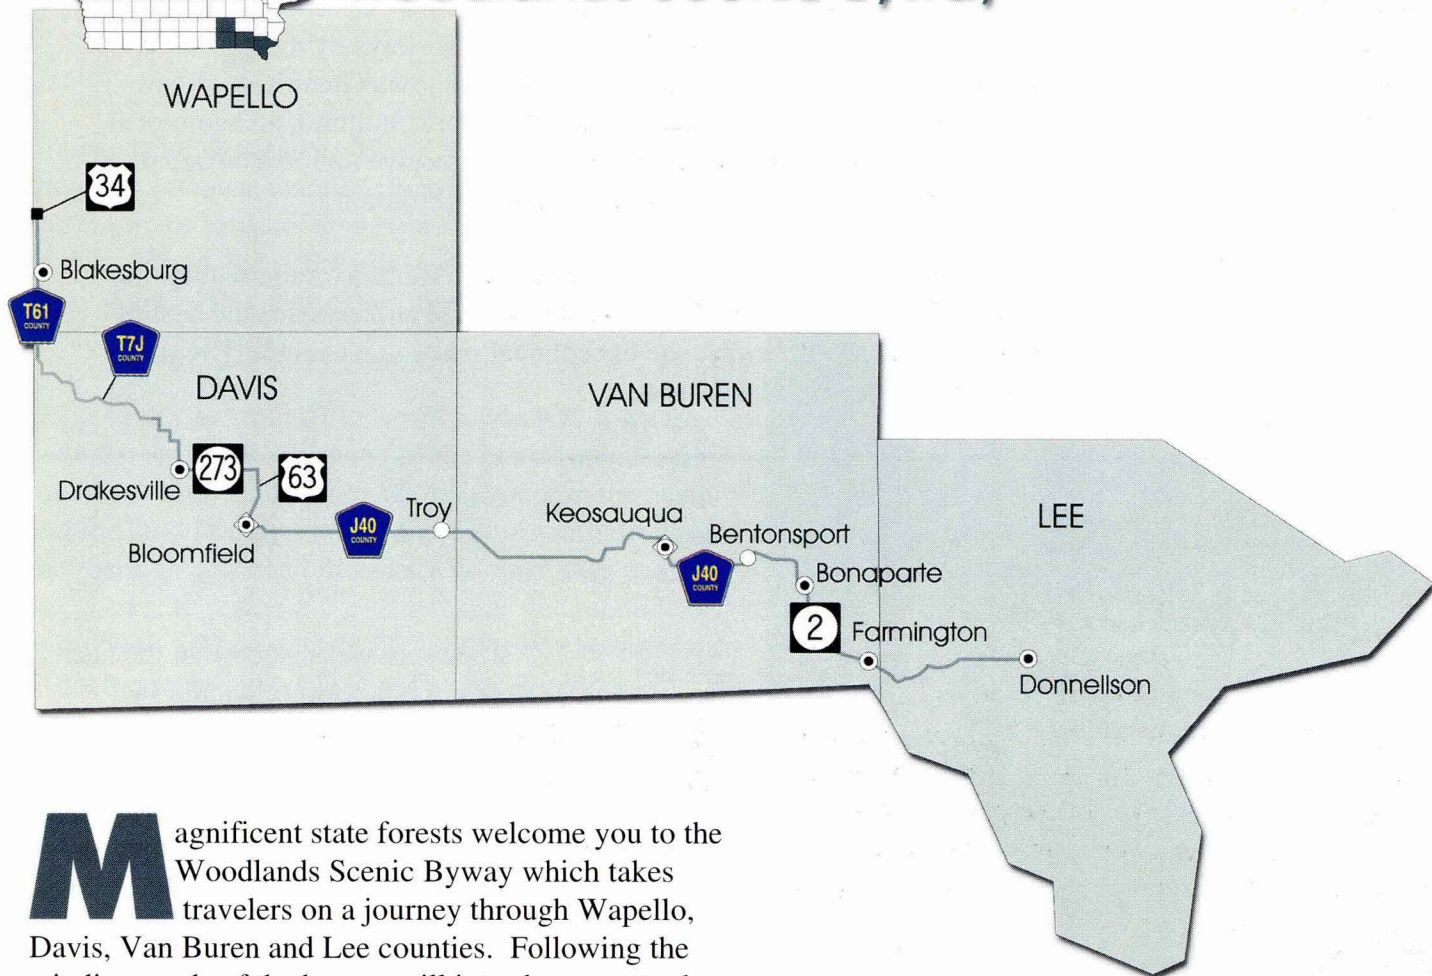 WAPELLO
34
Blakesburg
T61
COUNTY
T7J
COUNTY
DAVIS
VAN BUREN
273
63
Drakesville
Bloomfield
J40
COUNTY
Troy
Keosauqua
J40
COUNTY
Bentonsport
Bonaparte
LEE
2
Farmington
Donnellson
Magnificent state forests welcome you to the
Woodlands Scenic Byway which takes
travelers on a journey through Wapello,
Davis, Van Buren and Lee counties. Following the